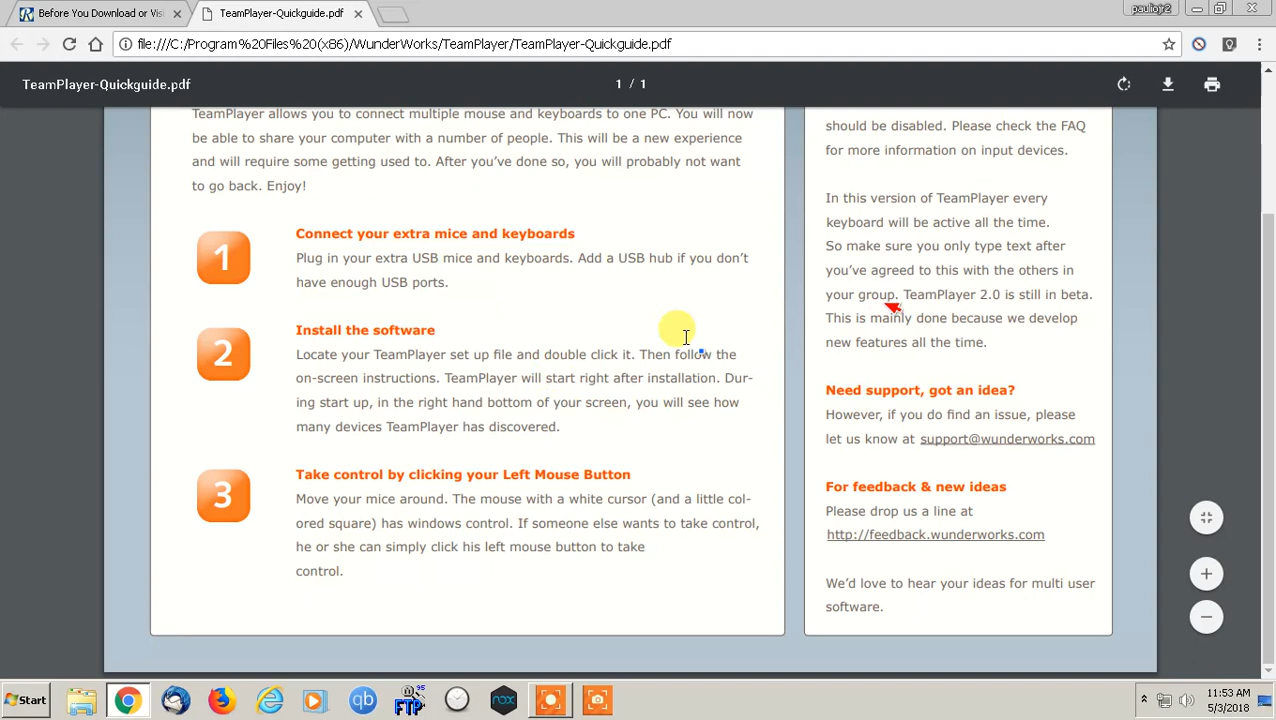 Before You Download or Vis
TeamPlayer-Quickguide.pdf
pauliojr2
file:///C:/Program%20Files%20(x86)/WunderWorks/TeamPlayer/TeamPlayer-Quickguide.pdf
TeamPlayer-Quickguide.pdf
1 / 1
TeamPlayer allows you to connect multiple mouse and keyboards to one PC. You will now
be able to share your computer with a number of people. This will be a new experience
and will require some getting used to. After you’ve done so, you will probably not want
to go back. Enjoy!
1
Connect your extra mice and keyboards
Plug in your extra USB mice and keyboards. Add a USB hub if you don’t
have enough USB ports.
2
Install the software
Locate your TeamPlayer set up file and double click it. Then follow the
on-screen instructions. TeamPlayer will start right after installation. Dur-
ing start up, in the right hand bottom of your screen, you will see how
many devices TeamPlayer has discovered.
3
Take control by clicking your Left Mouse Button
Move your mice around. The mouse with a white cursor (and a little col-
ored square) has windows control. If someone else wants to take control,
he or she can simply click his left mouse button to take
control.
should be disabled. Please check the FAQ
for more information on input devices.
In this version of TeamPlayer every
keyboard will be active all the time.
So make sure you only type text after
you’ve agreed to this with the others in
your group. TeamPlayer 2.0 is still in beta.
This is mainly done because we develop
new features all the time.
Need support, got an idea?
However, if you do find an issue, please
let us know at support@wunderworks.com
For feedback & new ideas
Please drop us a line at
http://feedback.wunderworks.com
We’d love to hear your ideas for multi user
software.
Start
qb
95
FTP
nox
11:53 AM
5/3/2018